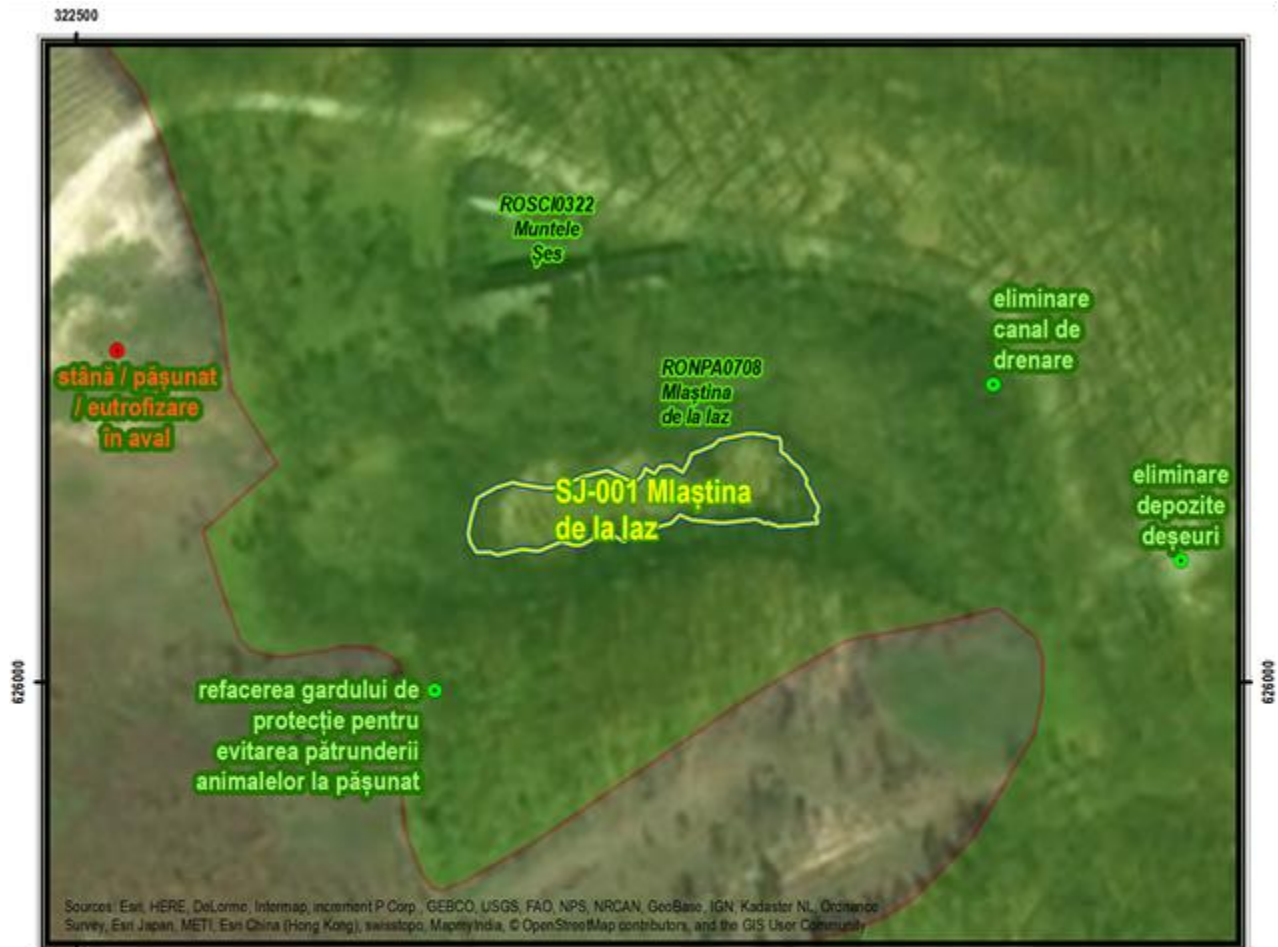 322500
ROSCI0322
Muntele
Șes
eliminare
canal de
drenare
stână / pășunat
/ eutrofizare
în aval
RONPA0708
Mlaștina
de la Iaz
SJ-001 Mlaștina
de la Iaz
eliminare
depozite
deșeuri
626000
626000
refacerea gardului de
protecție pentru
evitarea pătrunderii
animalelor la pășunat
Sources: Esri, HERE, DeLorme, Intermap, increment P Corp., GEBCO, USGS, FAO, NPS, NRCAN, GeoBase, IGN, Kadaster NL, Ordnance
Survey, Esri Japan, METI, Esri China (Hong Kong), swisstopo, MapmyIndia, © OpenStreetMap contributors, and the GIS User Community